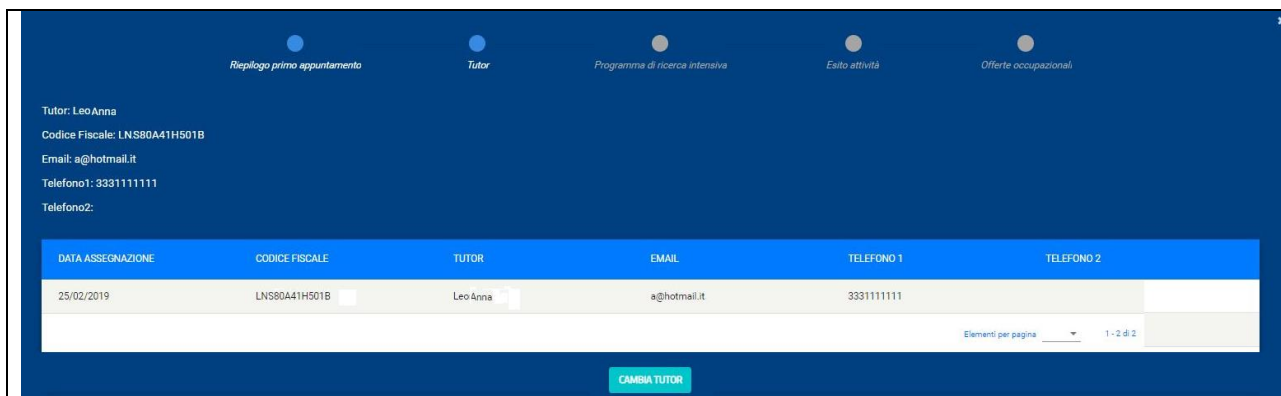 Riepilogo primo appuntamento Tutor Programma di ricerca intensiva Esito attività Offerte occupazionali
Tutor: Leo Anna
Codice Fiscale: LNS80A41H501B
Email: a@hotmail.it
Telefono1: 3331111111
Telefono2:
DATA ASSEGNAZIONE CODICE FISCALE TUTOR EMAIL TELEFONO 1 TELEFONO 2
25/02/2019 LNS80A41H501B Leo Anna a@hotmail.it 3331111111
Elementi per pagina 1 - 2 di 2
CAMBIA TUTOR